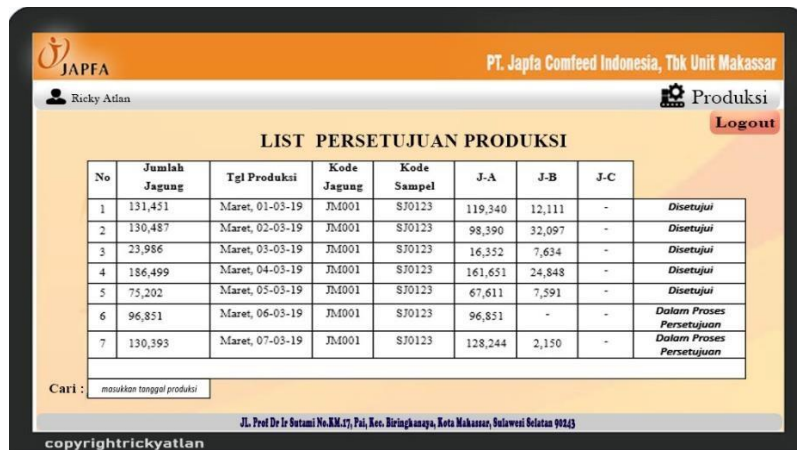 JAPFA
PT. Japfa Comfeed Indonesia, Tbk Unit Makassar
Ricky Atlan
Produksi
Logout
LIST PERSETUJUAN PRODUKSI
No Jumlah Jagung Tgl Produksi Kode Jagung Kode Sampel J-A J-B J-C
1 131,451 Maret, 01-03-19 JM001 SJ0123 119,340 12,111 - Disetujui
2 130,487 Maret, 02-03-19 JM001 SJ0123 98,390 32,097 - Disetujui
3 23,986 Maret, 03-03-19 JM001 SJ0123 16,352 7,634 - Disetujui
4 186,499 Maret, 04-03-19 JM001 SJ0123 161,651 24,848 - Disetujui
5 75,202 Maret, 05-03-19 JM001 SJ0123 67,611 7,591 - Disetujui
6 96,851 Maret, 06-03-19 JM001 SJ0123 96,851 - - Dalam Proses Persetujuan
7 130,393 Maret, 07-03-19 JM001 SJ0123 128,244 2,150 - Dalam Proses Persetujuan
Cari : masukkan tanggal produksi
JL. Prof Dr Ir Sutami No.KM.17, Pai, Kec. Biringkanaya, Kota Makassar, Sulawesi Selatan 90243
copyrightrickyatlan